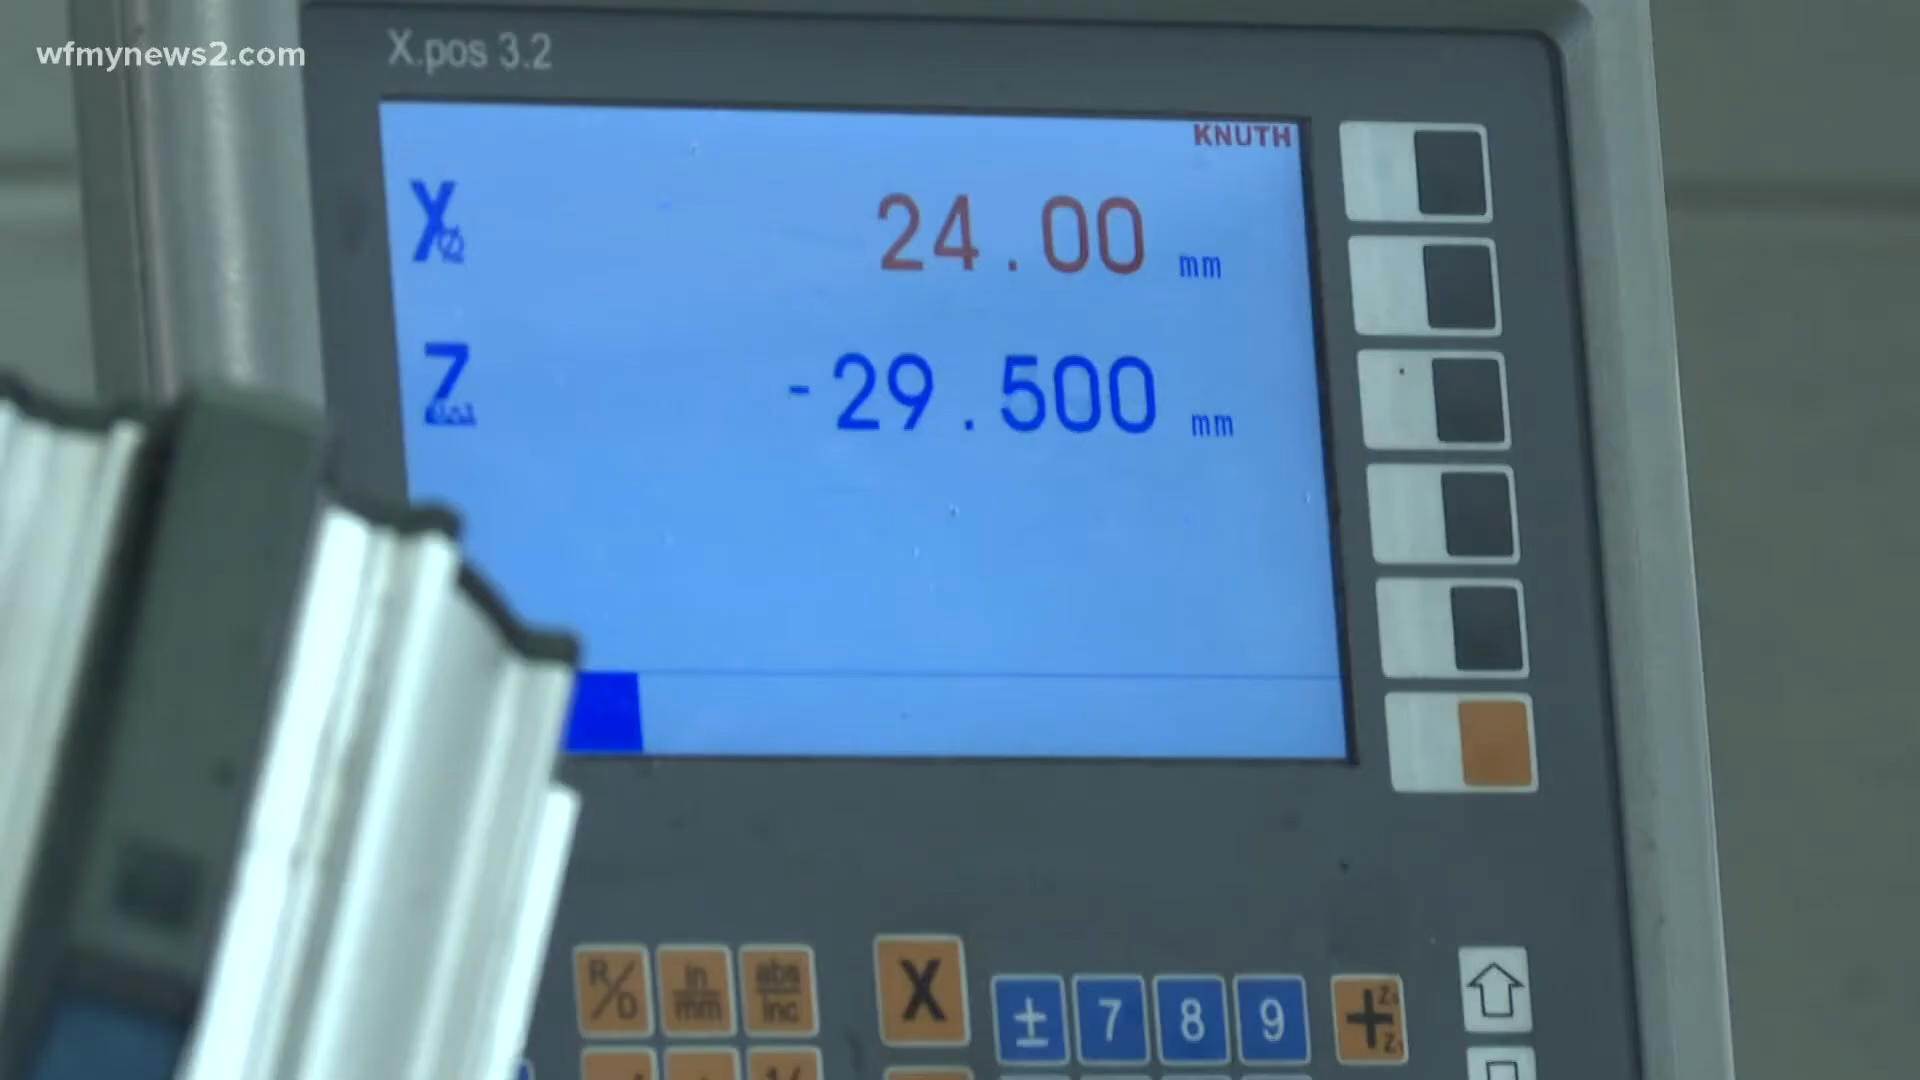 wfmynews2.com
X.pos 3.2
KNUTH
X Ø 24.00 mm
Z -29.500 mm
R/D in/mm abs/inc X ± 7 8 9 +